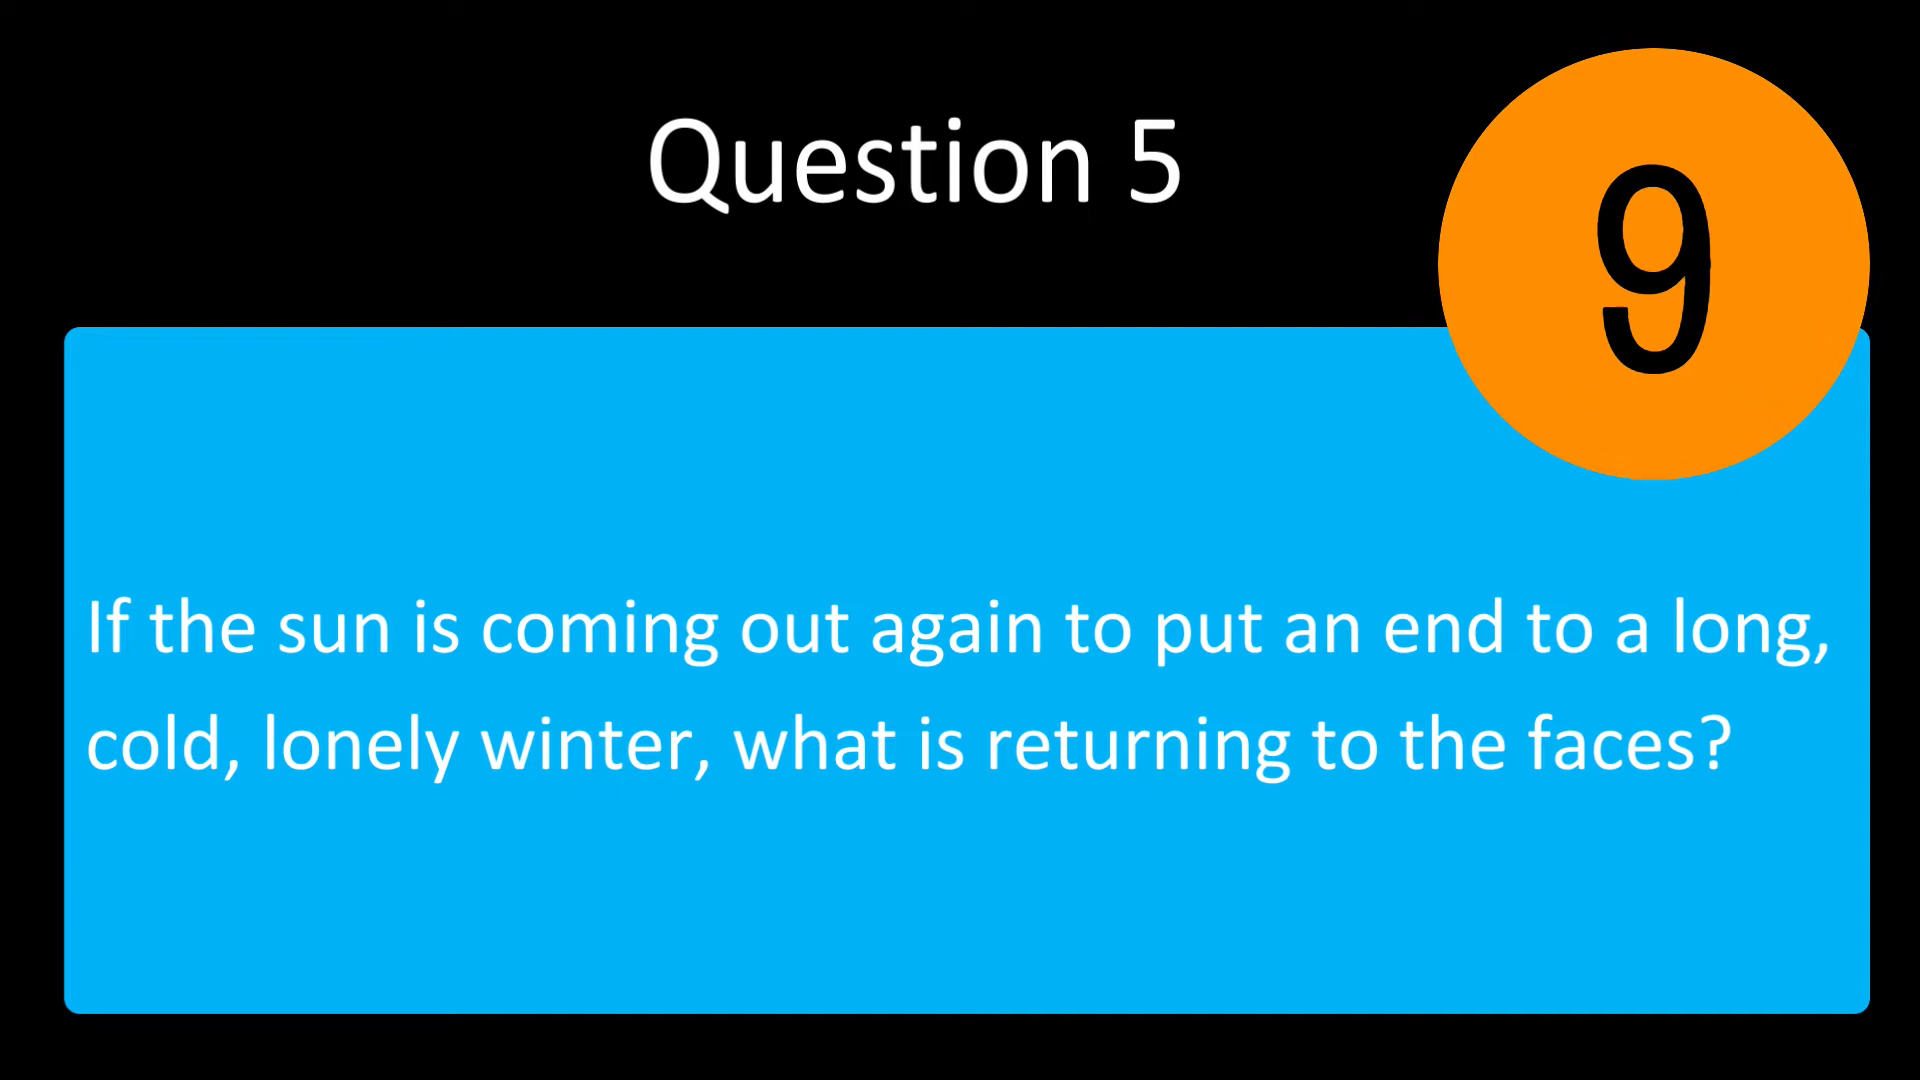 Question 5
9
If the sun is coming out again to put an end to a long,
cold, lonely winter, what is returning to the faces?